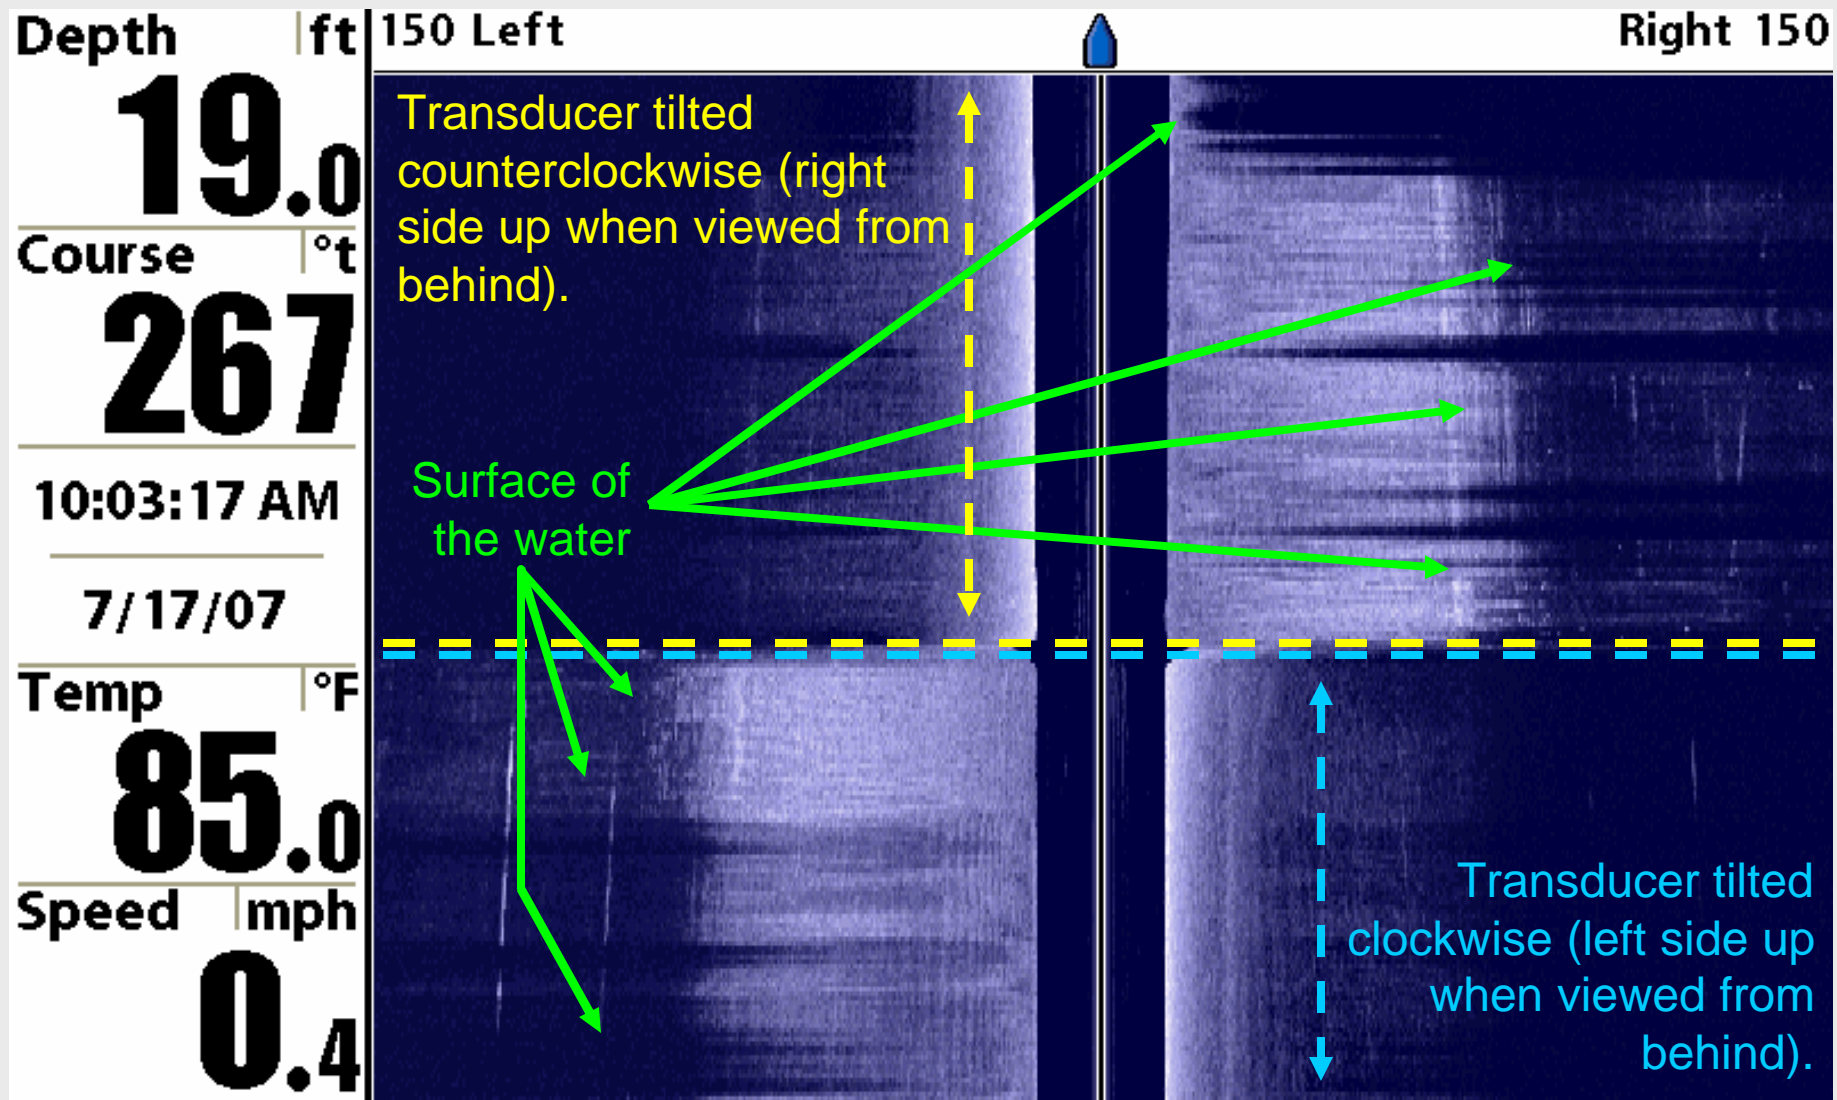 Depth ft
19.0
Course °t
267
10:03:17 AM
7/17/07
Temp °F
85.0
Speed mph
0.4
150 Left
Right 150
Transducer tilted
counterclockwise (right
side up when viewed from
behind).
Surface of
the water
Transducer tilted
clockwise (left side up
when viewed from
behind).